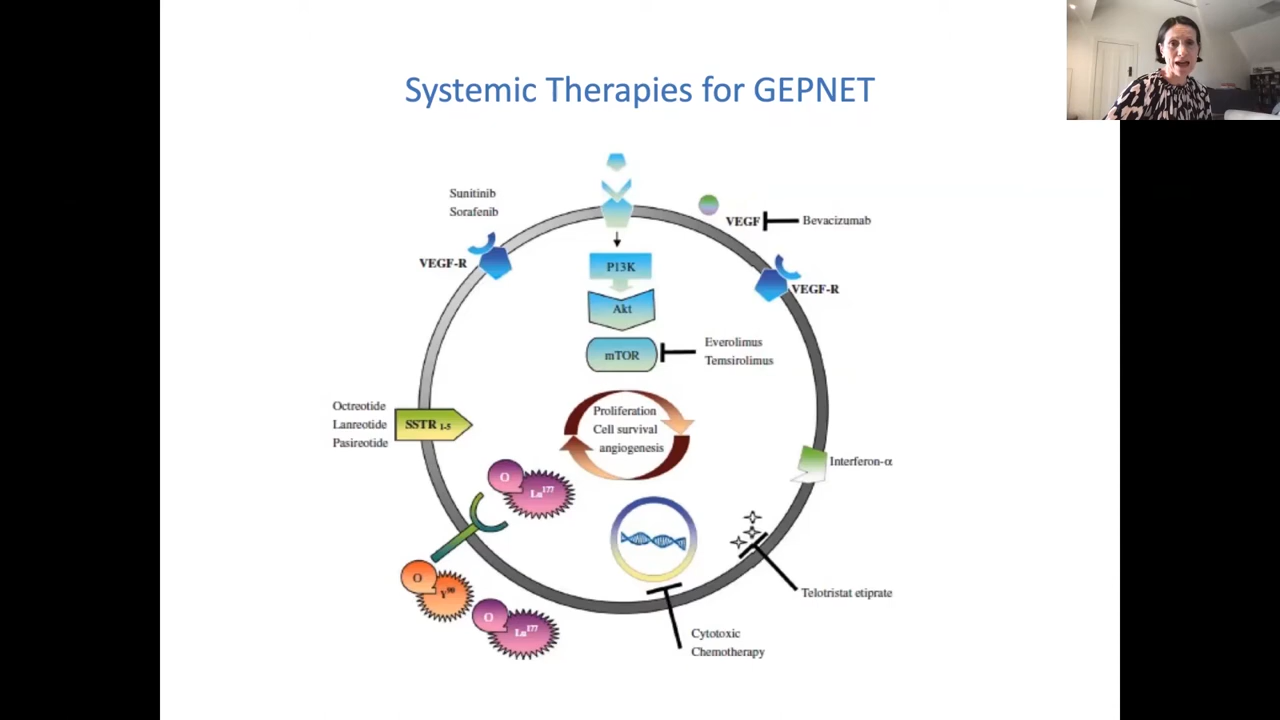 Systemic Therapies for GEPNET
Sunitinib
Sorafenib
VEGF
Bevacizumab
VEGF-R
P13K
VEGF-R
Akt
mTOR
Everolimus
Temsirolimus
Octreotide
Lanreotide
Pasireotide
SSTR 1-5
Proliferation
Cell survival
angiogenesis
Interferon-α
O
Lu177
O
Y90
O
Lu177
Telotristat etiprate
Cytotoxic
Chemotherapy